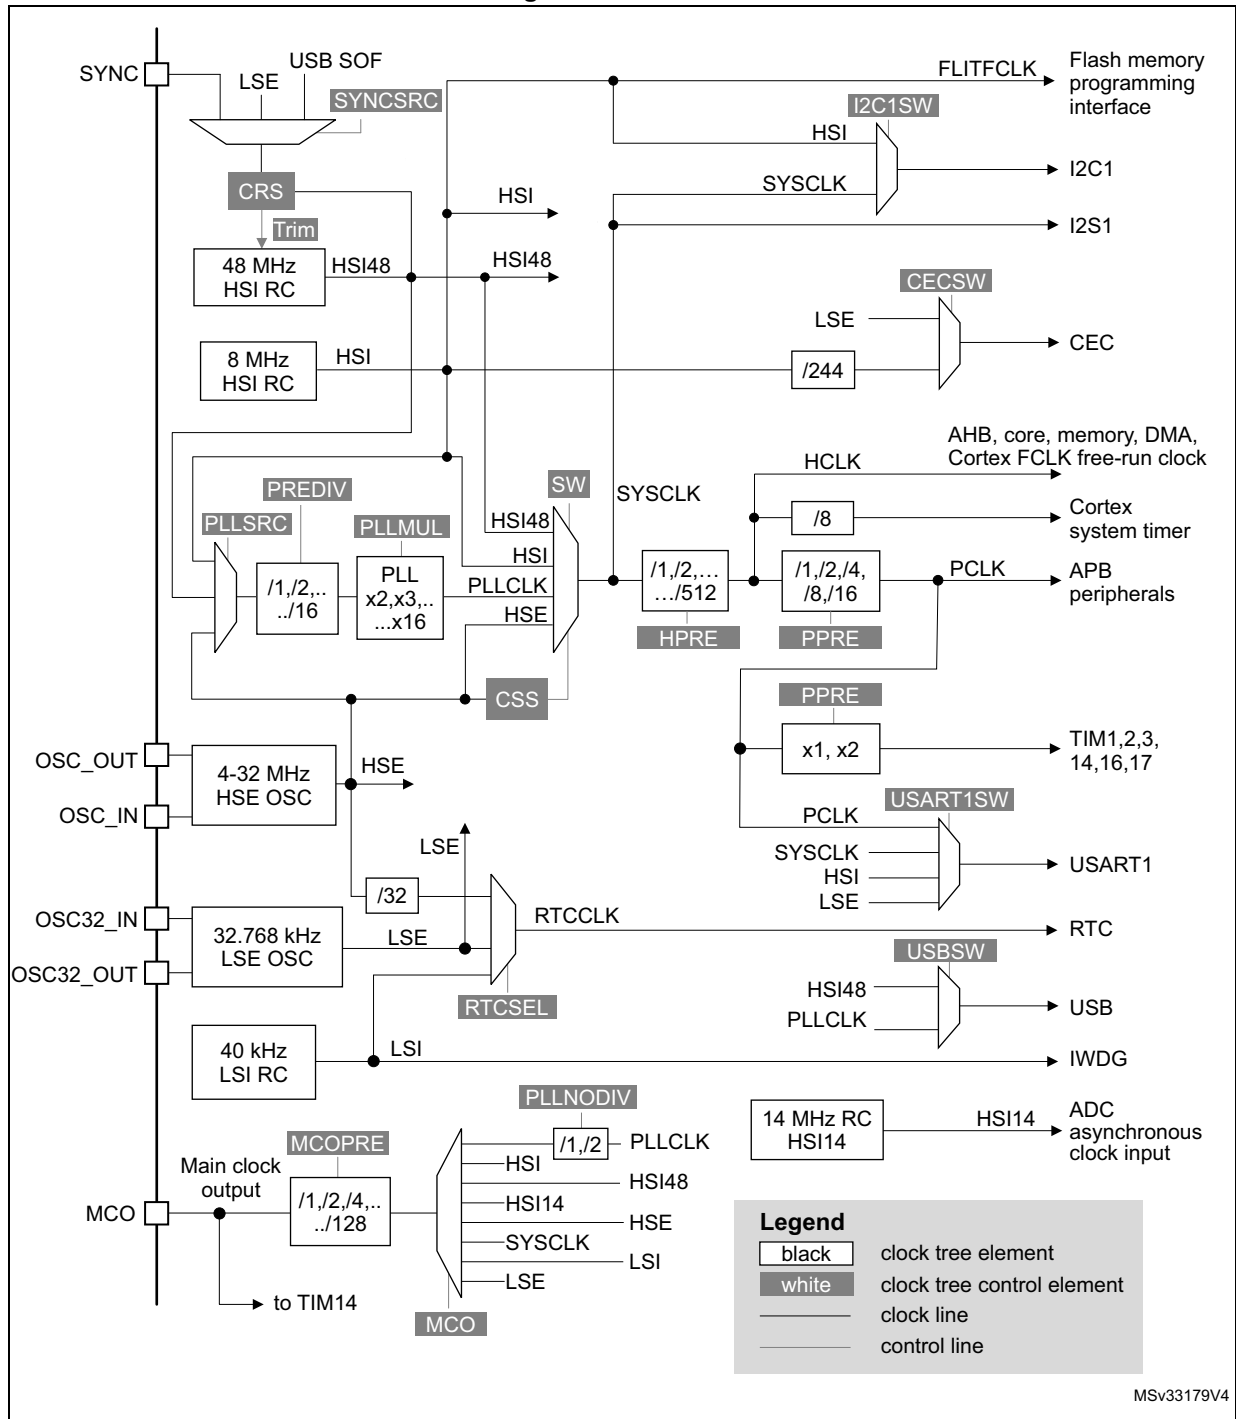 SYNC
LSE
USB SOF
SYNCSRC
CRS
Trim
48 MHz
HSI RC
HSI48
HSI48
HSI
8 MHz
HSI RC
HSI
FLITFCLK
Flash memory
programming
interface
I2C1SW
HSI
SYSCLK
I2C1
I2S1
CECSW
LSE
/244
CEC
AHB, core, memory, DMA,
Cortex FCLK free-run clock
HCLK
/8
Cortex
system timer
PLLSRC
PREDIV
/1,/2,..
../16
PLLMUL
PLL
x2,x3,..
...x16
SW
HSI48
HSI
PLLCLK
HSE
SYSCLK
/1,/2,…
…/512
HPRE
/1,/2,/4,
/8,/16
PPRE
PCLK
APB
peripherals
CSS
PPRE
x1, x2
TIM1,2,3,
14,16,17
OSC_OUT
OSC_IN
4-32 MHz
HSE OSC
HSE
USART1SW
PCLK
SYSCLK
HSI
LSE
USART1
LSE
/32
OSC32_IN
OSC32_OUT
32.768 kHz
LSE OSC
LSE
RTCCLK
RTC
RTCSEL
USBSW
HSI48
PLLCLK
USB
40 kHz
LSI RC
LSI
IWDG
14 MHz RC
HSI14
HSI14
ADC
asynchronous
clock input
PLLNODIV
/1,/2
PLLCLK
MCOPRE
Main clock
output
MCO
/1,/2,/4,..
../128
HSI
HSI48
HSI14
HSE
SYSCLK
LSI
LSE
MCO
to TIM14
Legend
black
clock tree element
white
clock tree control element
clock line
control line
MSv33179V4